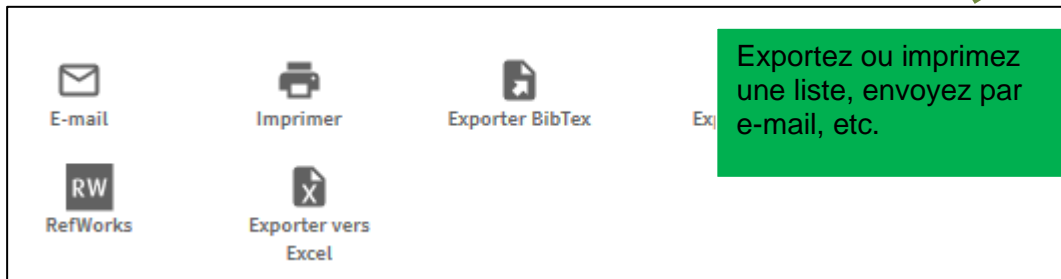 E-mail
Imprimer
Exporter BibTex
Exportez ou imprimez
une liste, envoyez par
e-mail, etc.
RW
RefWorks
X
Exporter vers
Excel